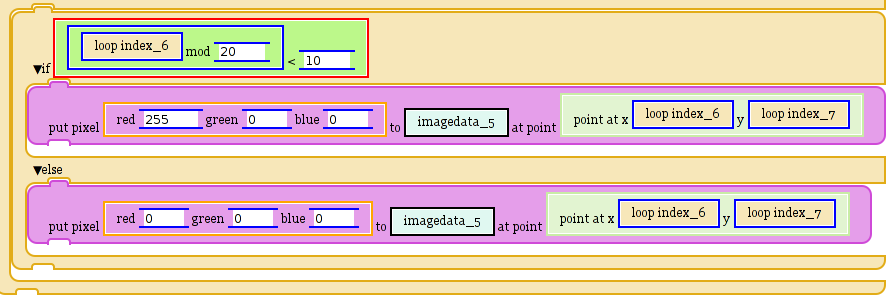 ▼if loop index_6 mod 20 < 10
put pixel red 255 green 0 blue 0 to imagedata_5 at point point at x loop index_6 y loop index_7
▼else
put pixel red 0 green 0 blue 0 to imagedata_5 at point point at x loop index_6 y loop index_7